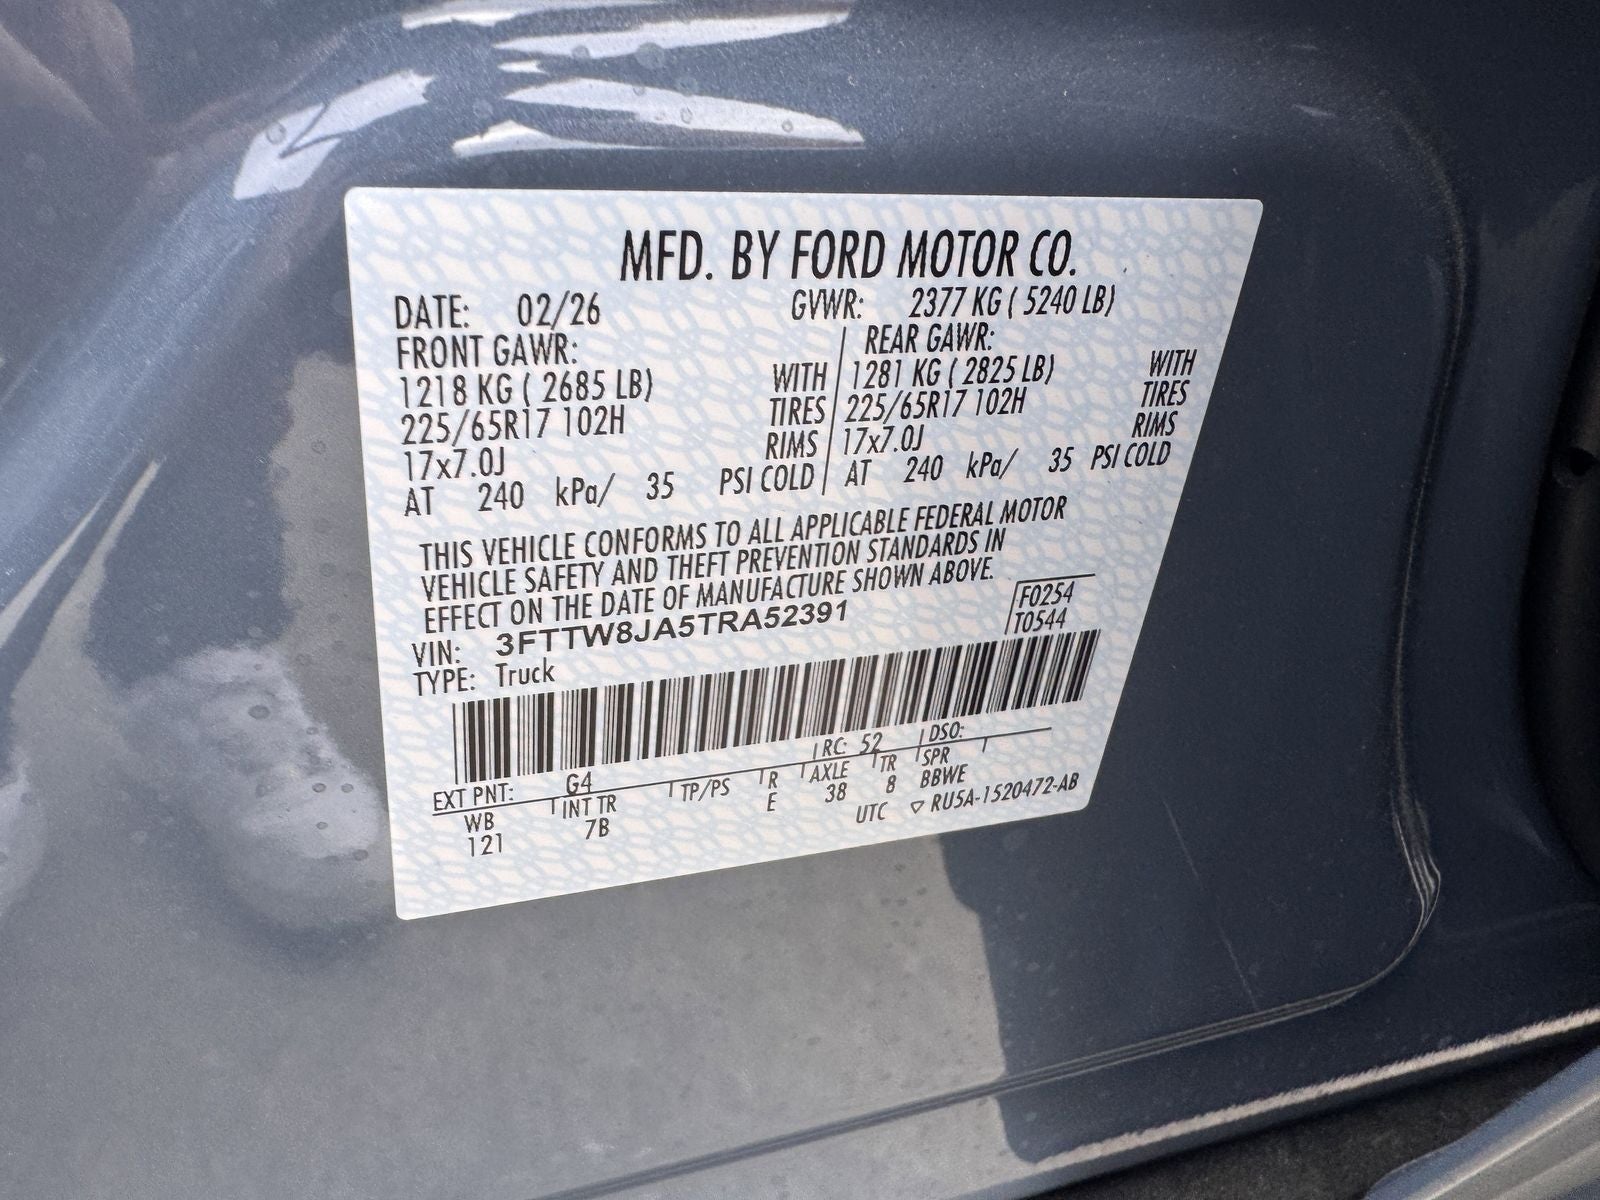 MFD. BY FORD MOTOR CO.
DATE: 02/26 GVWR: 2377 KG ( 5240 LB)
FRONT GAWR: REAR GAWR:
1218 KG ( 2685 LB) WITH 1281 KG ( 2825 LB) WITH
225/65R17 102H TIRES 225/65R17 102H TIRES
17x7.0J RIMS 17x7.0J RIMS
AT 240 kPa/ 35 PSI COLD AT 240 kPa/ 35 PSI COLD
THIS VEHICLE CONFORMS TO ALL APPLICABLE FEDERAL MOTOR
VEHICLE SAFETY AND THEFT PREVENTION STANDARDS IN
EFFECT ON THE DATE OF MANUFACTURE SHOWN ABOVE.
F0254
VIN: 3FTTW8JA5TRA52391 T0544
TYPE: Truck
EXT PNT: G4 RC: 52 DSO:
WB INT TR TP/PS R AXLE TR SPR
121 7B E 38 8 BBWE
UTC ▽ RU5A-1520472-AB